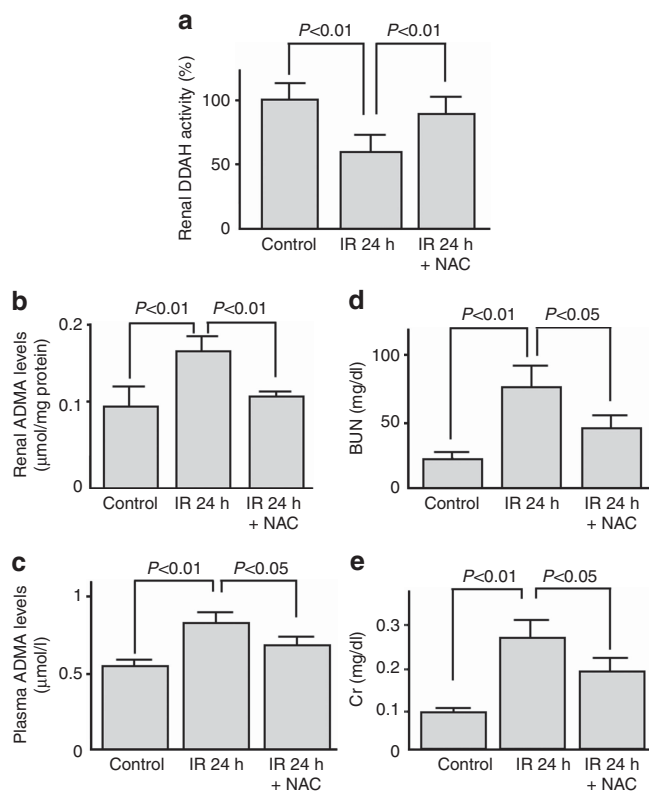 a
P<0.01 P<0.01
Renal DDAH activity (%)
100
50
0
Control IR 24 h IR 24 h
+ NAC
b
P<0.01 P<0.01
Renal ADMA levels
(μmol/mg protein)
0.2
0.1
0
Control IR 24 h IR 24 h
+ NAC
c
P<0.01 P<0.05
Plasma ADMA levels
(μmol/l)
1
0.5
0
Control IR 24 h IR 24 h
+ NAC
d
P<0.01 P<0.05
BUN (mg/dl)
100
50
0
Control IR 24 h IR 24 h
+ NAC
e
P<0.01 P<0.05
Cr (mg/dl)
0.3
0.2
0.1
0
Control IR 24 h IR 24 h
+ NAC